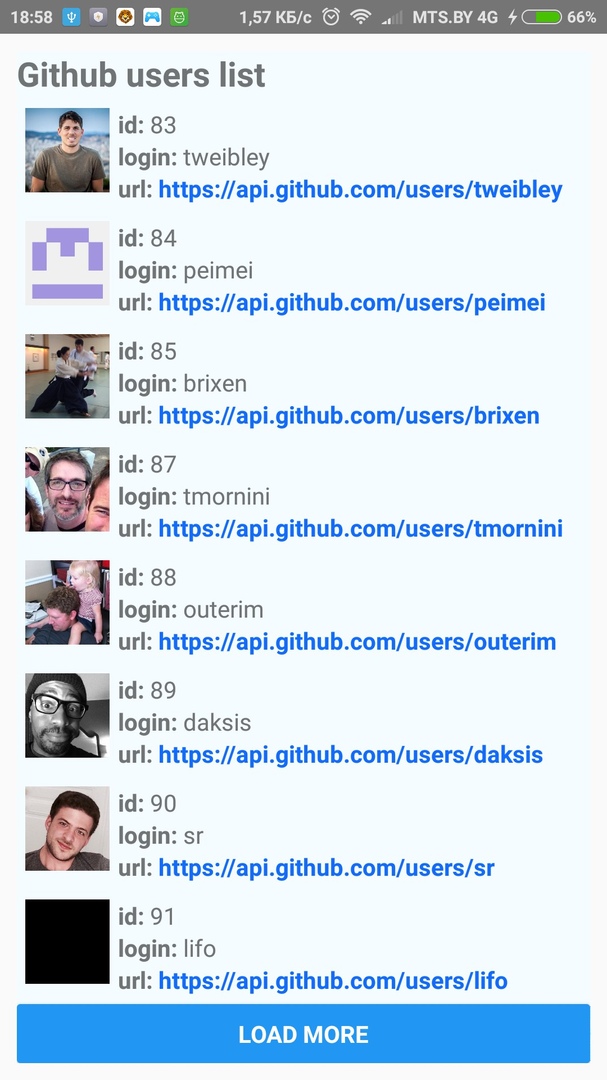 18:58 1,57 КБ/с MTS.BY 4G 66%
Github users list
id: 83
login: tweibley
url: https://api.github.com/users/tweibley
id: 84
login: peimei
url: https://api.github.com/users/peimei
id: 85
login: brixen
url: https://api.github.com/users/brixen
id: 87
login: tmornini
url: https://api.github.com/users/tmornini
id: 88
login: outerim
url: https://api.github.com/users/outerim
id: 89
login: daksis
url: https://api.github.com/users/daksis
id: 90
login: sr
url: https://api.github.com/users/sr
id: 91
login: lifo
url: https://api.github.com/users/lifo
LOAD MORE